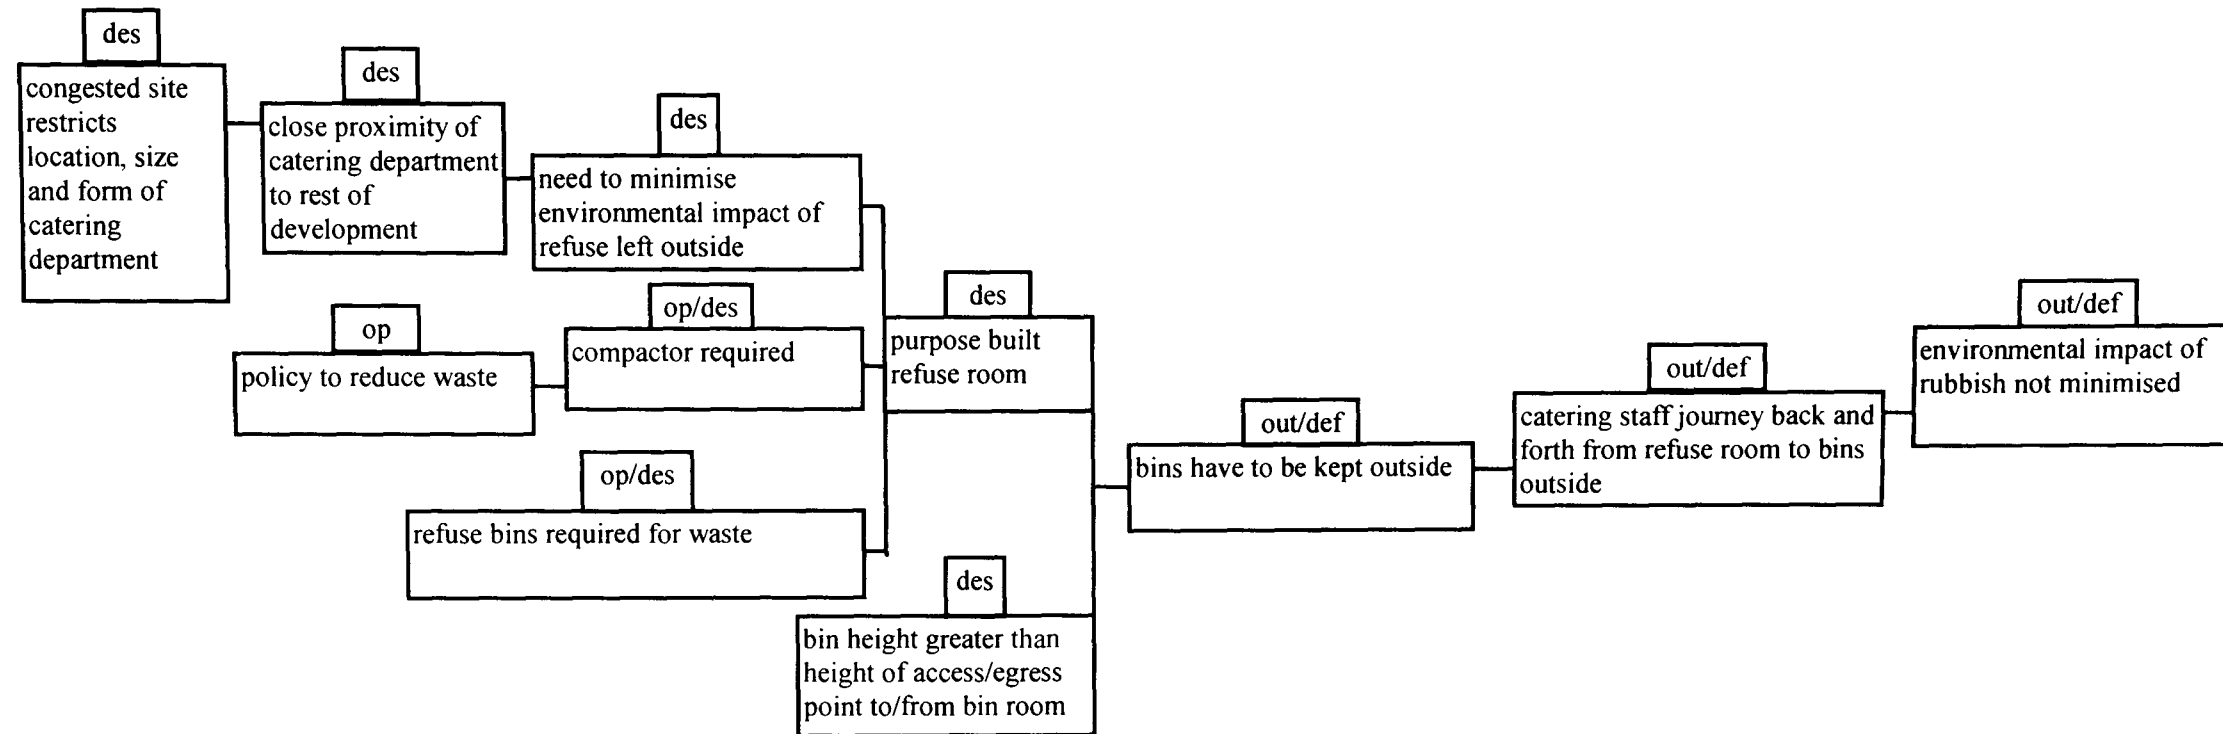 des
congested site
restricts
location, size
and form of
catering
department
des
close proximity of
catering department
to rest of
development
des
need to minimise
environmental impact of
refuse left outside
op
policy to reduce waste
op/des
compactor required
op/des
refuse bins required for waste
des
purpose built
refuse room
des
bin height greater than
height of access/egress
point to/from bin room
out/def
bins have to be kept outside
out/def
catering staff journey back and
forth from refuse room to bins
outside
out/def
environmental impact of
rubbish not minimised